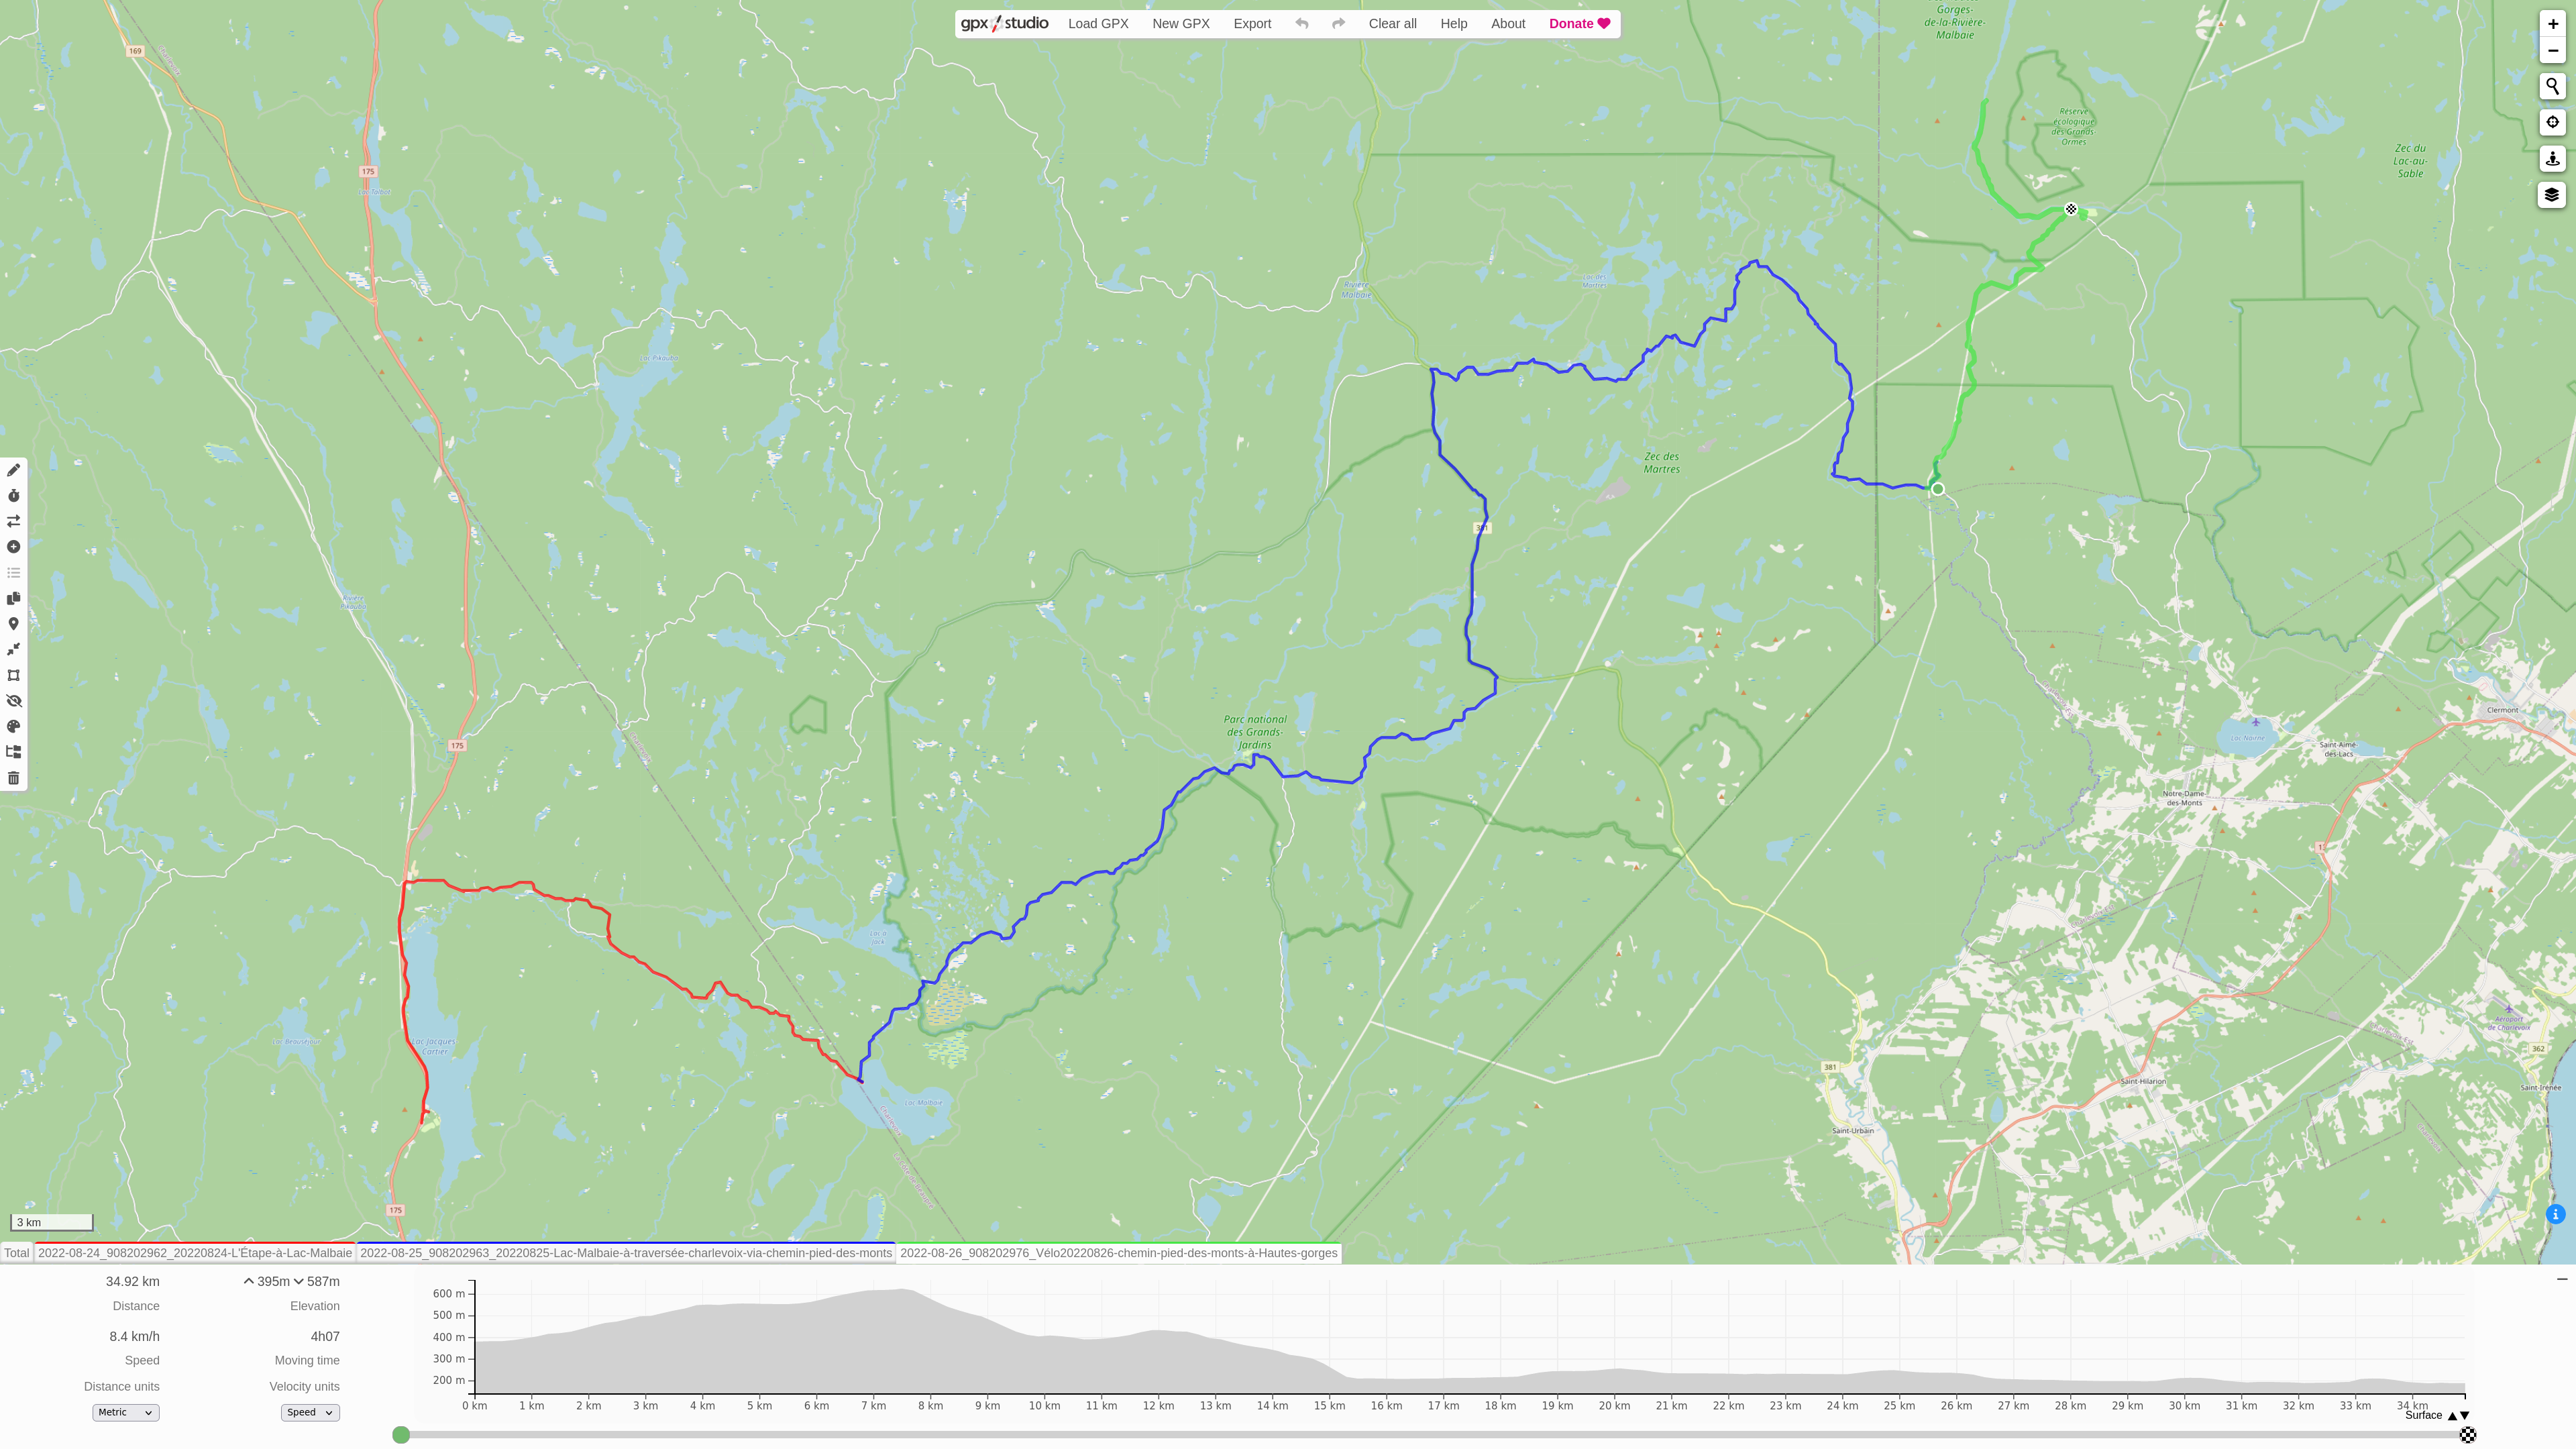 gpx studio Load GPX New GPX Export Clear all Help About Donate
+
−
Gorges-
de-la-Rivière-
Malbaie
169
175
Lac Talbot
Réserve
écologique
des Grands-
Ormes
Zec du
Lac-au-
Sable
Rivière
Malbaie
Lac des
Martres
Lac Pikauba
Zec des
Martres
Rivière
Pikauba
Parc national
des Grands-
Jardins
175
Clermont
Lac Nairne
Saint-Aimé
des-Lacs
Notre-Dame-
des-Monts
Lac à
Jack
Lac Beauséjour
Lac Jacques
Cartier
Lac Malbaie
Aéroport
de Charlevoix
362
381
Saint-Hilarion
Saint-Irénée
Saint-Urbain
175
3 km
Total 2022-08-24_908202962_20220824-L'Étape-à-Lac-Malbaie 2022-08-25_908202963_20220825-Lac-Malbaie-à-traversée-charlevoix-via-chemin-pied-des-monts 2022-08-26_908202976_Vélo20220826-chemin-pied-des-monts-à-Hautes-gorges
34.92 km 395m 587m
Distance Elevation
8.4 km/h 4h07
Speed Moving time
Distance units Velocity units
Metric Speed
600 m
500 m
400 m
300 m
200 m
0 km 1 km 2 km 3 km 4 km 5 km 6 km 7 km 8 km 9 km 10 km 11 km 12 km 13 km 14 km 15 km 16 km 17 km 18 km 19 km 20 km 21 km 22 km 23 km 24 km 25 km 26 km 27 km 28 km 29 km 30 km 31 km 32 km 33 km 34 km
Surface ▲▼